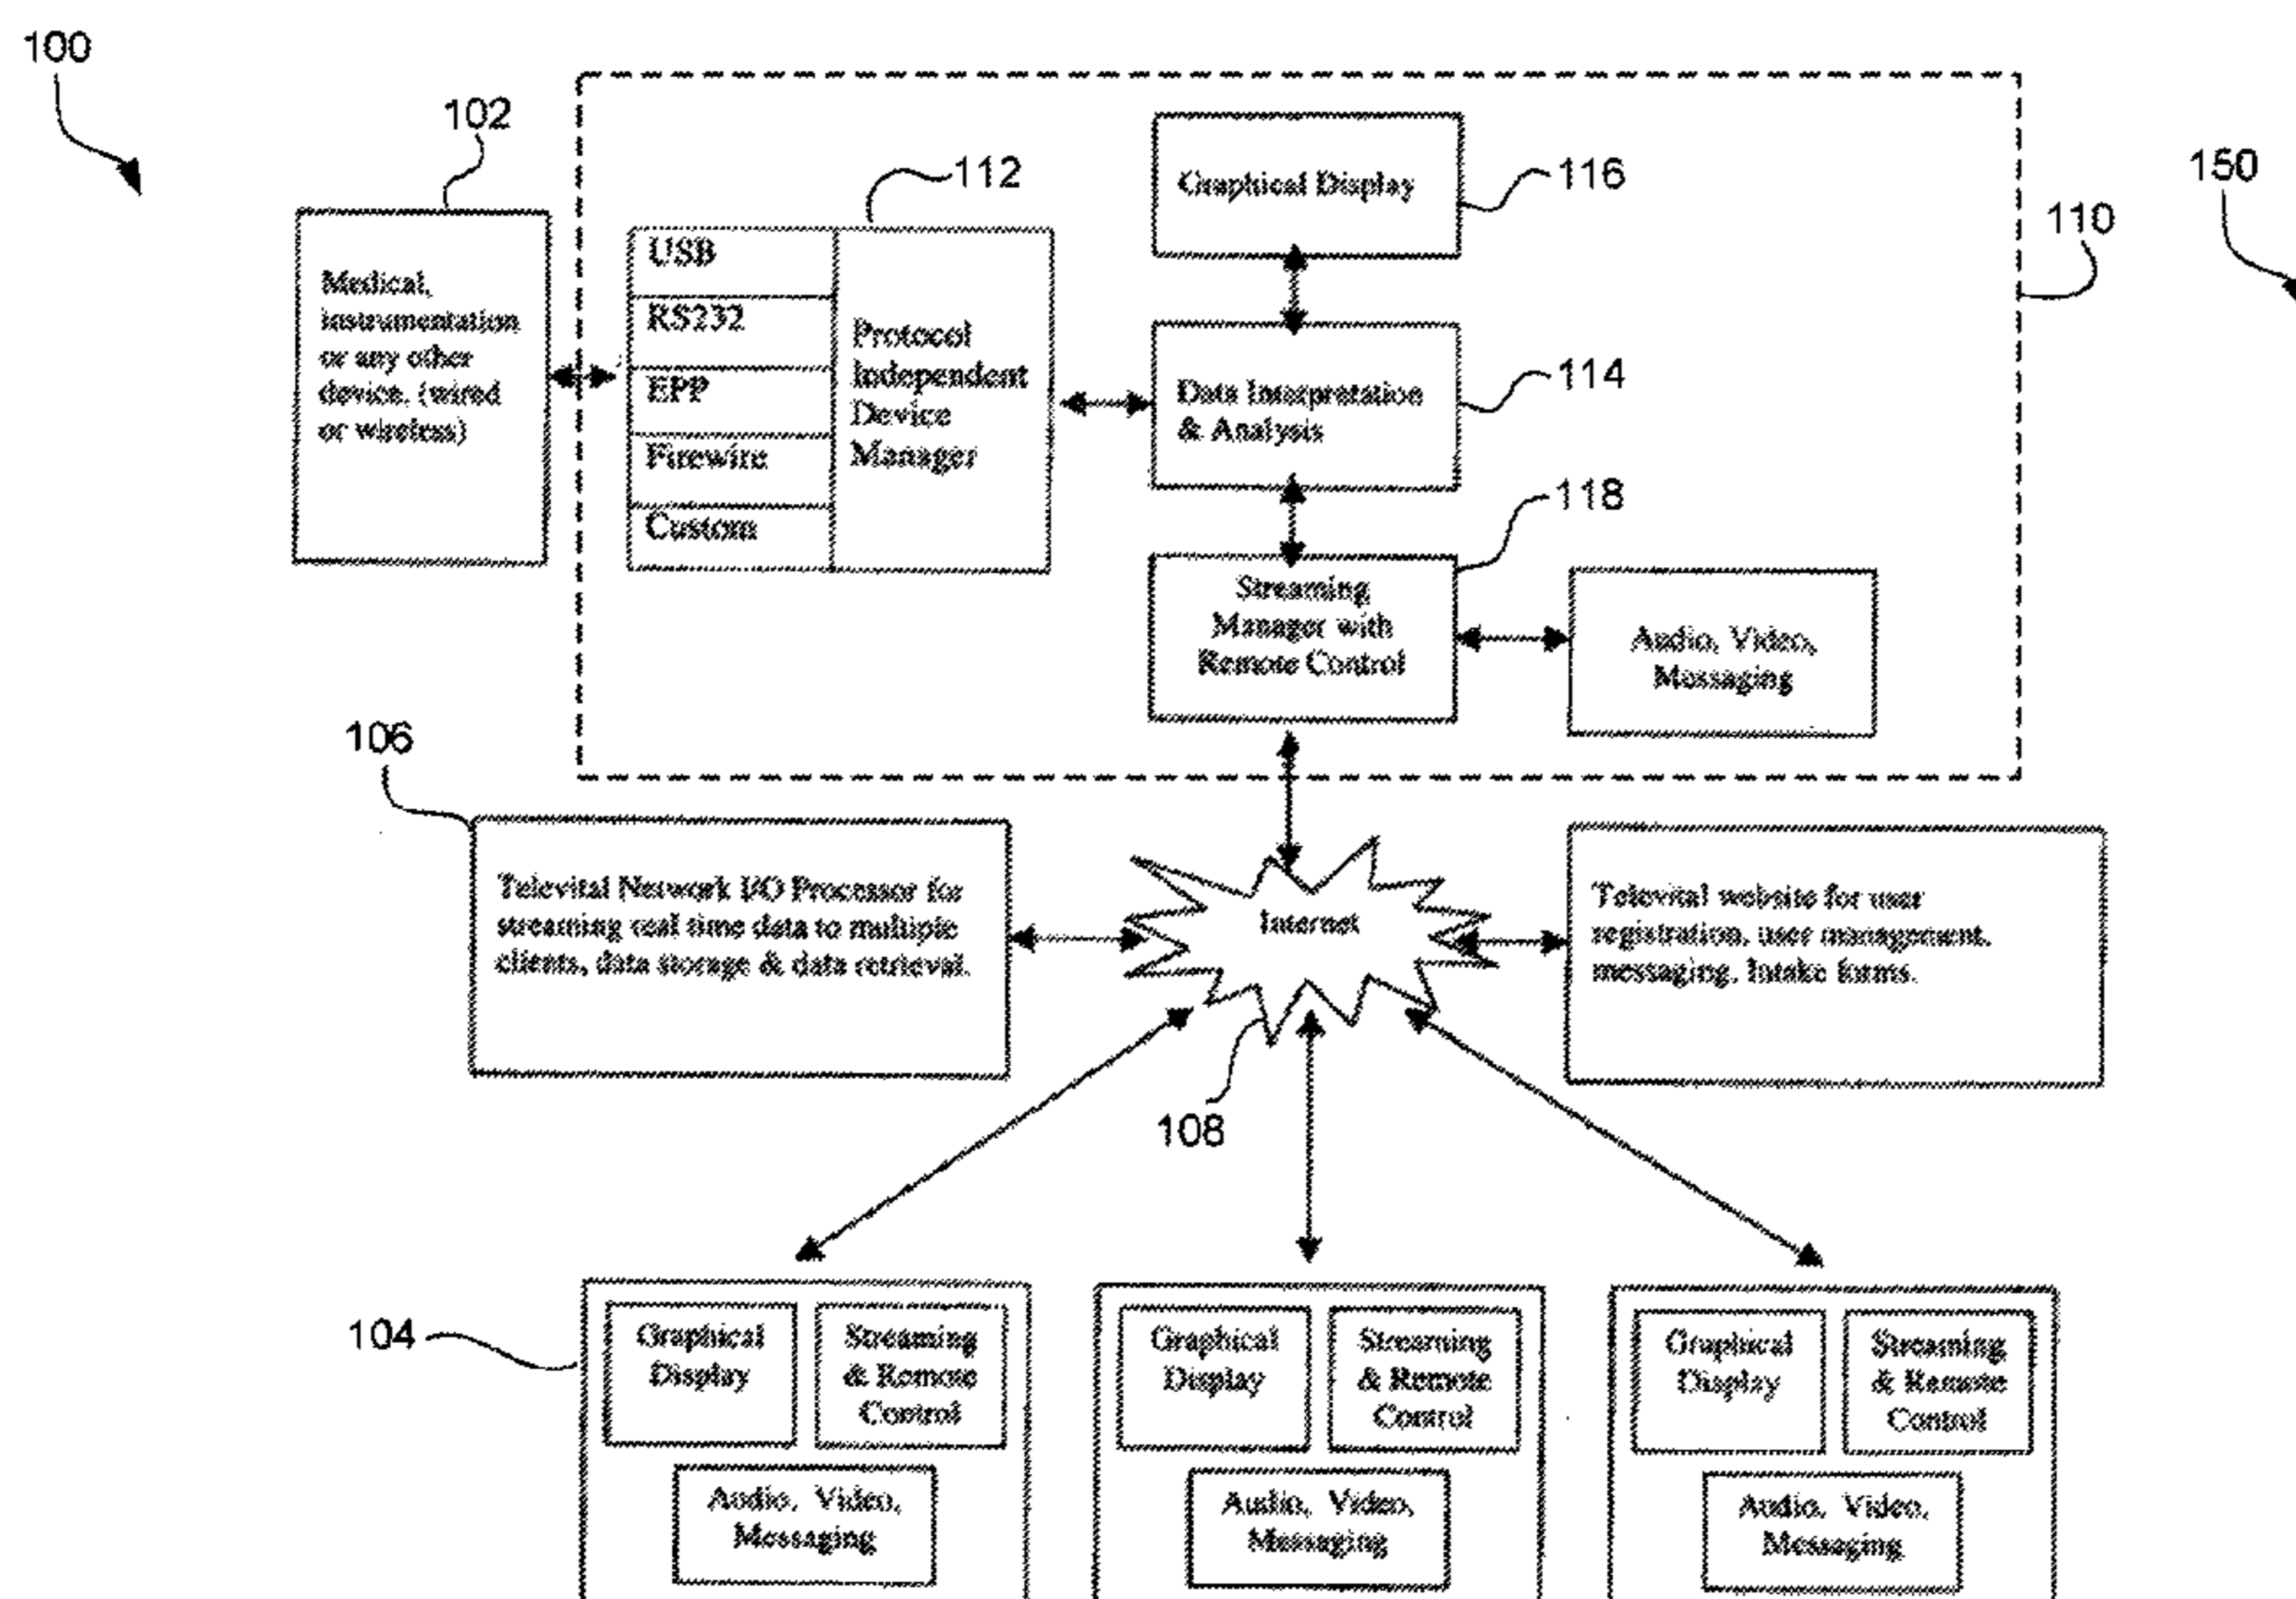 100
102
112
116
150
110
Graphical Display
Medical,
instrumentation
or any other
device, (wired
or wireless)
USB
RS232
EPP
Firewire
Custom
Protocol
Independent
Device
Manager
Data Interpretation
& Analysis
114
118
Streaming
Manager with
Remote Control
Audio, Video,
Messaging
106
Televital Network I/O Processor for
streaming real time data to multiple
clients, data storage & data retrieval.
Internet
Televital website for user
registration, user management,
messaging, Intake forms.
108
104
Graphical
Display
Streaming
& Remote
Control
Audio, Video,
Messaging
Graphical
Display
Streaming
& Remote
Control
Audio, Video,
Messaging
Graphical
Display
Streaming
& Remote
Control
Audio, Video,
Messaging